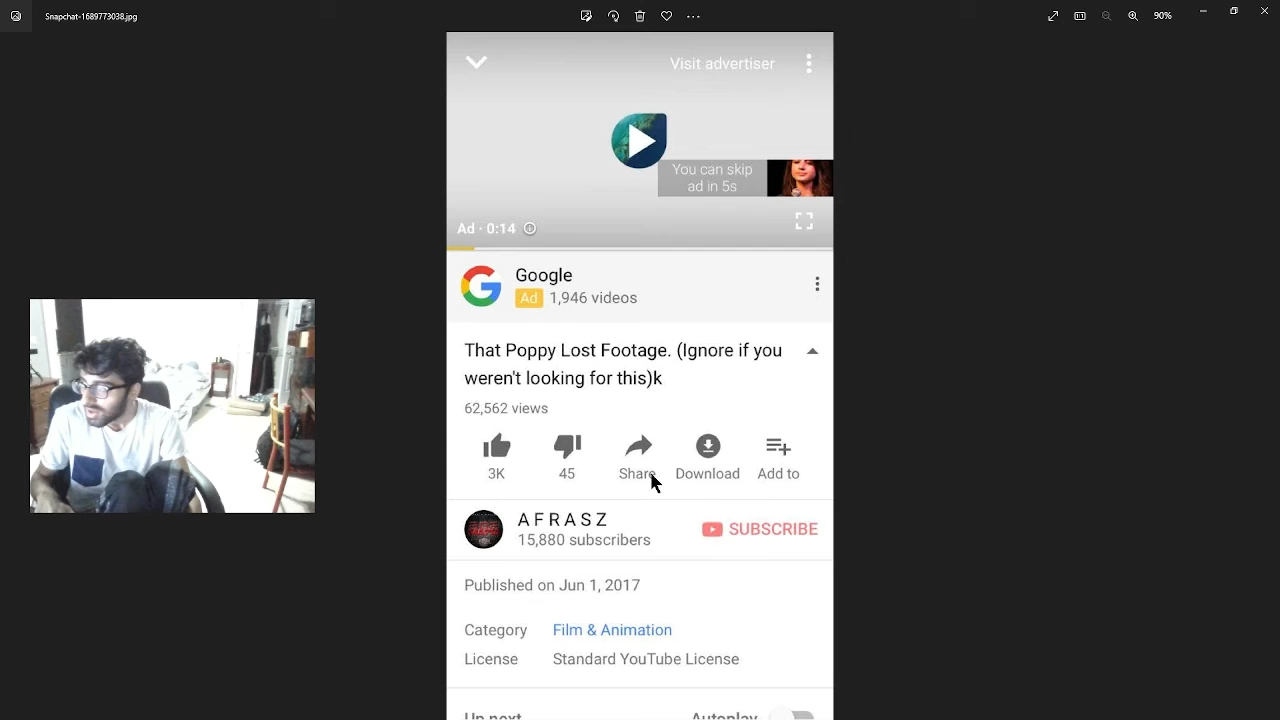 Snapchat-1689773038.jpg
90%
Visit advertiser
You can skip
ad in 5s
Ad · 0:14
Google
Ad 1,946 videos
That Poppy Lost Footage. (Ignore if you
weren't looking for this)k
62,562 views
3K 45 Share Download Add to
A F R A S Z
15,880 subscribers
SUBSCRIBE
Published on Jun 1, 2017
Category Film & Animation
License Standard YouTube License
Up next Autoplay